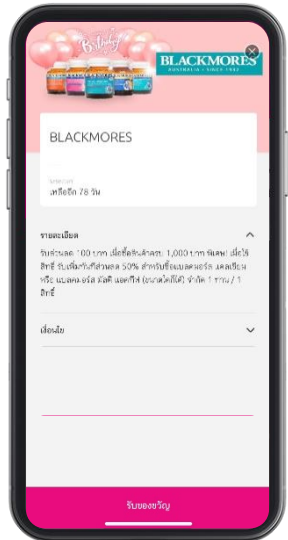 Birthday
BLACKMORES
AUSTRALIA • SINCE 1932
BLACKMORES
เหลืออีก 78 วัน
รายละเอียด
รับส่วนลด 100 บาท เมื่อซื้อสินค้าครบ 1,000 บาท พิเศษ! เมื่อใช้
สิทธิ์ รับเพิ่มทันทีส่วนลด 50% สำหรับซื้อแบลคมอร์ส แคลเซียม
หรือ แบลคมอร์ส มัลติ แอคทีฟ (ขนาดใดก็ได้) จำกัด 1 ท่าน / 1
สิทธิ์
เงื่อนไข
รับของขวัญ